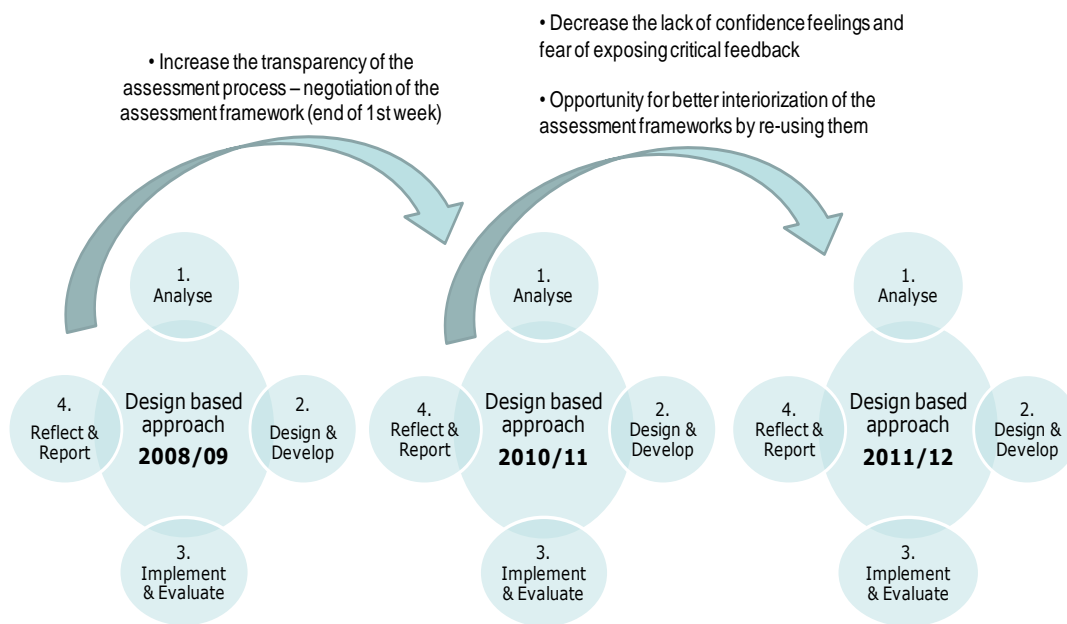 • Increase the transparency of the
assessment process – negotiation of the
assessment framework (end of 1st week)
• Decrease the lack of confidence feelings and
fear of exposing critical feedback
• Opportunity for better interiorization of the
assessment frameworks by re-using them
1.
Analyse
4.
Reflect &
Report
Design based
approach
2008/09
2.
Design &
Develop
3.
Implement
& Evaluate
1.
Analyse
4.
Reflect &
Report
Design based
approach
2010/11
2.
Design &
Develop
3.
Implement
& Evaluate
1.
Analyse
4.
Reflect &
Report
Design based
approach
2011/12
2.
Design &
Develop
3.
Implement
& Evaluate